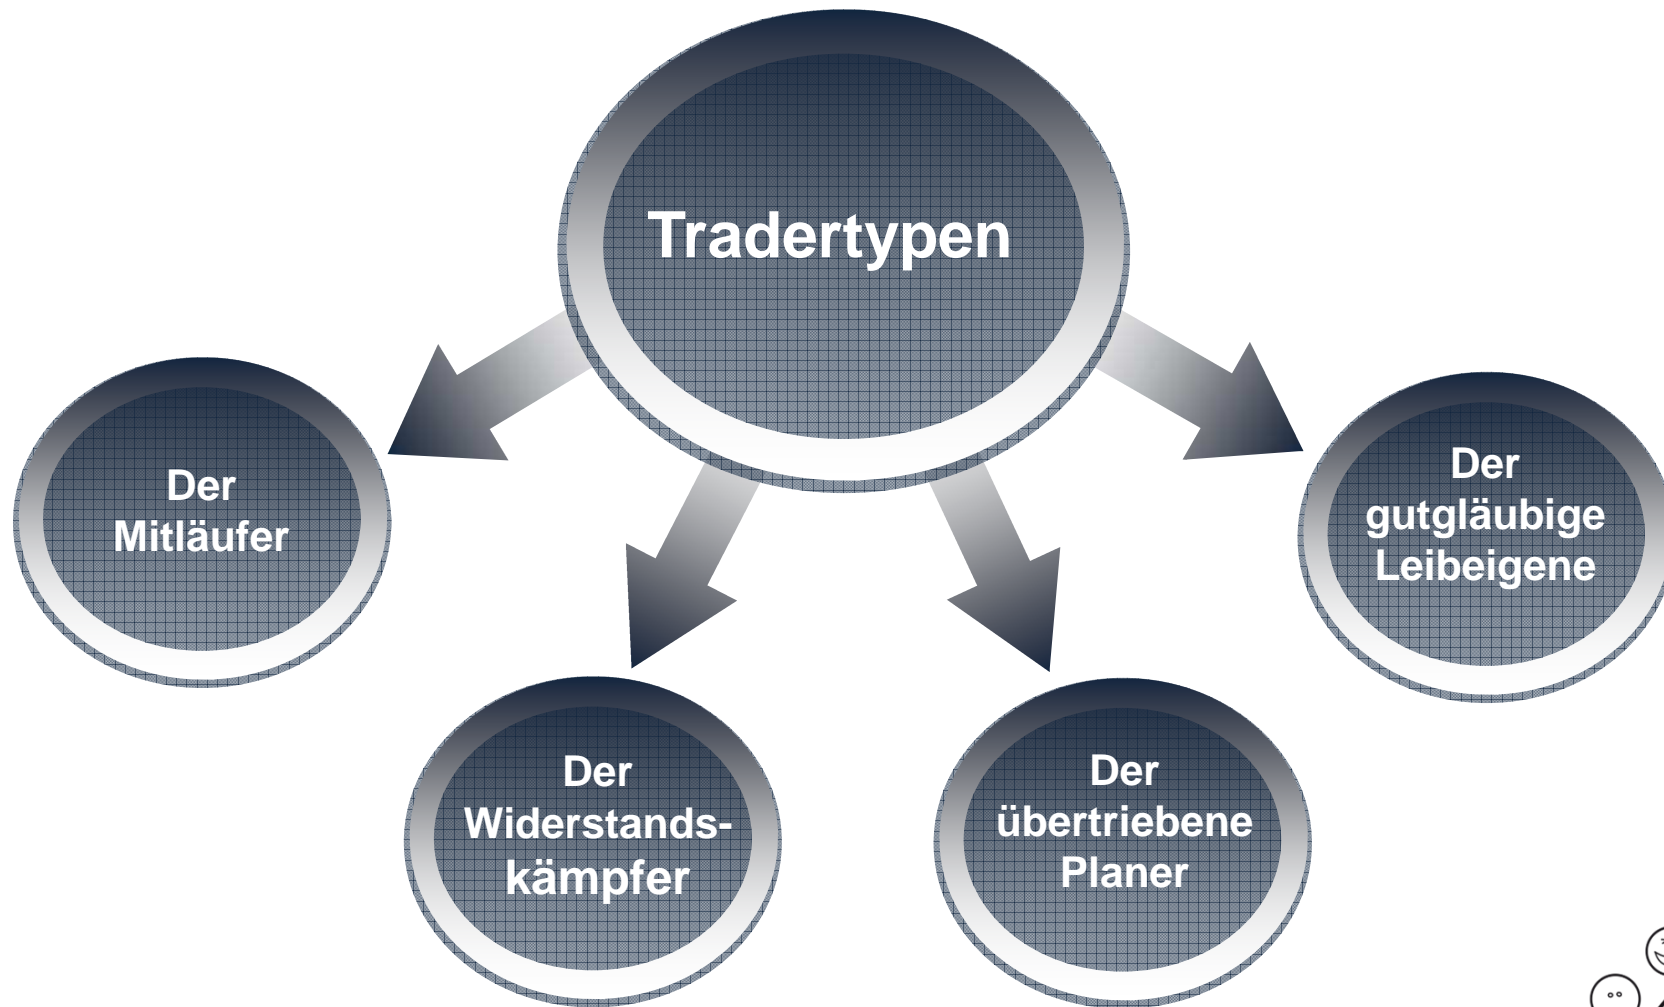 Tradertypen
Der
Mitläufer
Der
Widerstands-
kämpfer
Der
übertriebene
Planer
Der
gutgläubige
Leibeigene